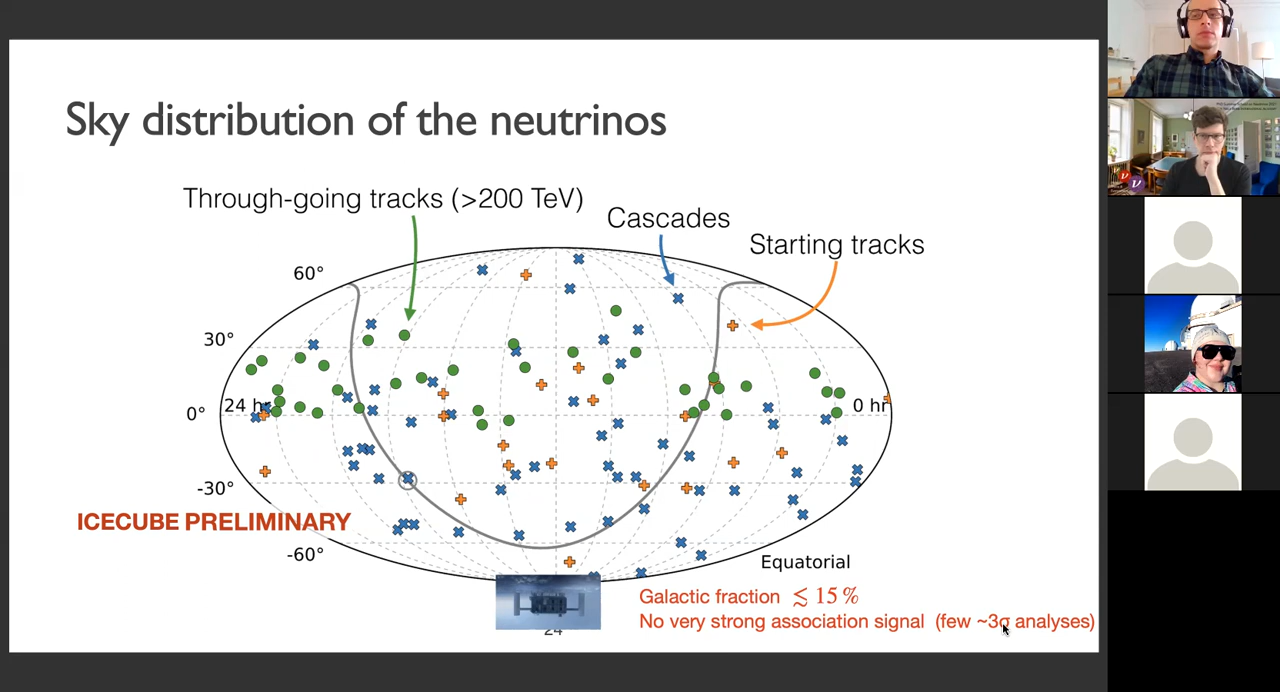 Sky distribution of the neutrinos
Through-going tracks (>200 TeV)
Cascades
Starting tracks
60°
30°
0°
24 hr
0 hr
-30°
ICECUBE PRELIMINARY
-60°
Equatorial
Galactic fraction ≲ 15 %
No very strong association signal (few ~3σ analyses)
24